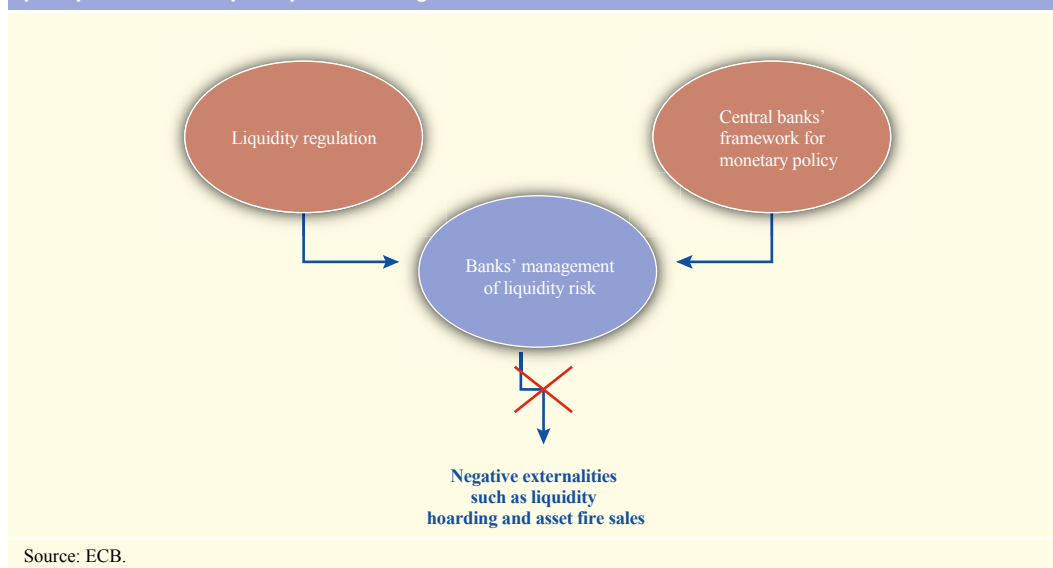 Liquidity regulation
Central banks’
framework for
monetary policy
Banks’ management
of liquidity risk
Negative externalities
such as liquidity
hoarding and asset fire sales
Source: ECB.